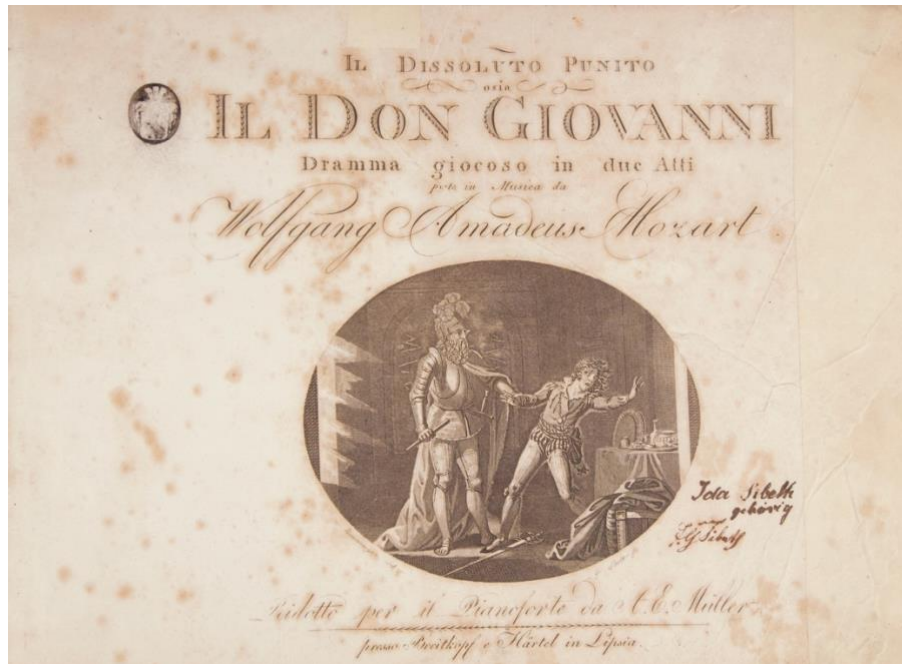 IL DISSOLUTO PUNITO
osia
IL DON GIOVANNI
Dramma giocoso in due Atti
posto in Musica da
Wolfgang Amadeus Mozart
Ida Sibeth
gehörig
Ridotto per il Pianoforte da A. E. Müller
presso Breitkopf e Härtel in Lipsia.